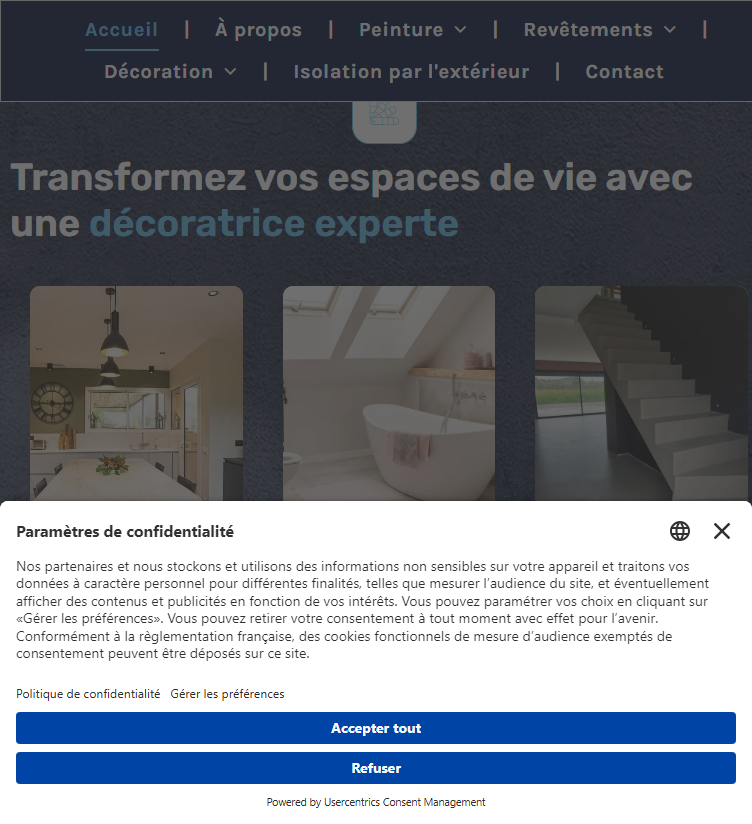 Accueil | À propos | Peinture | Revêtements |
Décoration | Isolation par l'extérieur | Contact
Transformez vos espaces de vie avec
une décoratrice experte
Paramètres de confidentialité
Nos partenaires et nous stockons et utilisons des informations non sensibles sur votre appareil et traitons vos
données à caractère personnel pour différentes finalités, telles que mesurer l’audience du site, et éventuellement
afficher des contenus et publicités en fonction de vos intérêts. Vous pouvez paramétrer vos choix en cliquant sur
«Gérer les préférences». Vous pouvez retirer votre consentement à tout moment avec effet pour l’avenir.
Conformément à la règlementation française, des cookies fonctionnels de mesure d’audience exemptés de
consentement peuvent être déposés sur ce site.
Politique de confidentialité Gérer les préférences
Accepter tout
Refuser
Powered by Usercentrics Consent Management